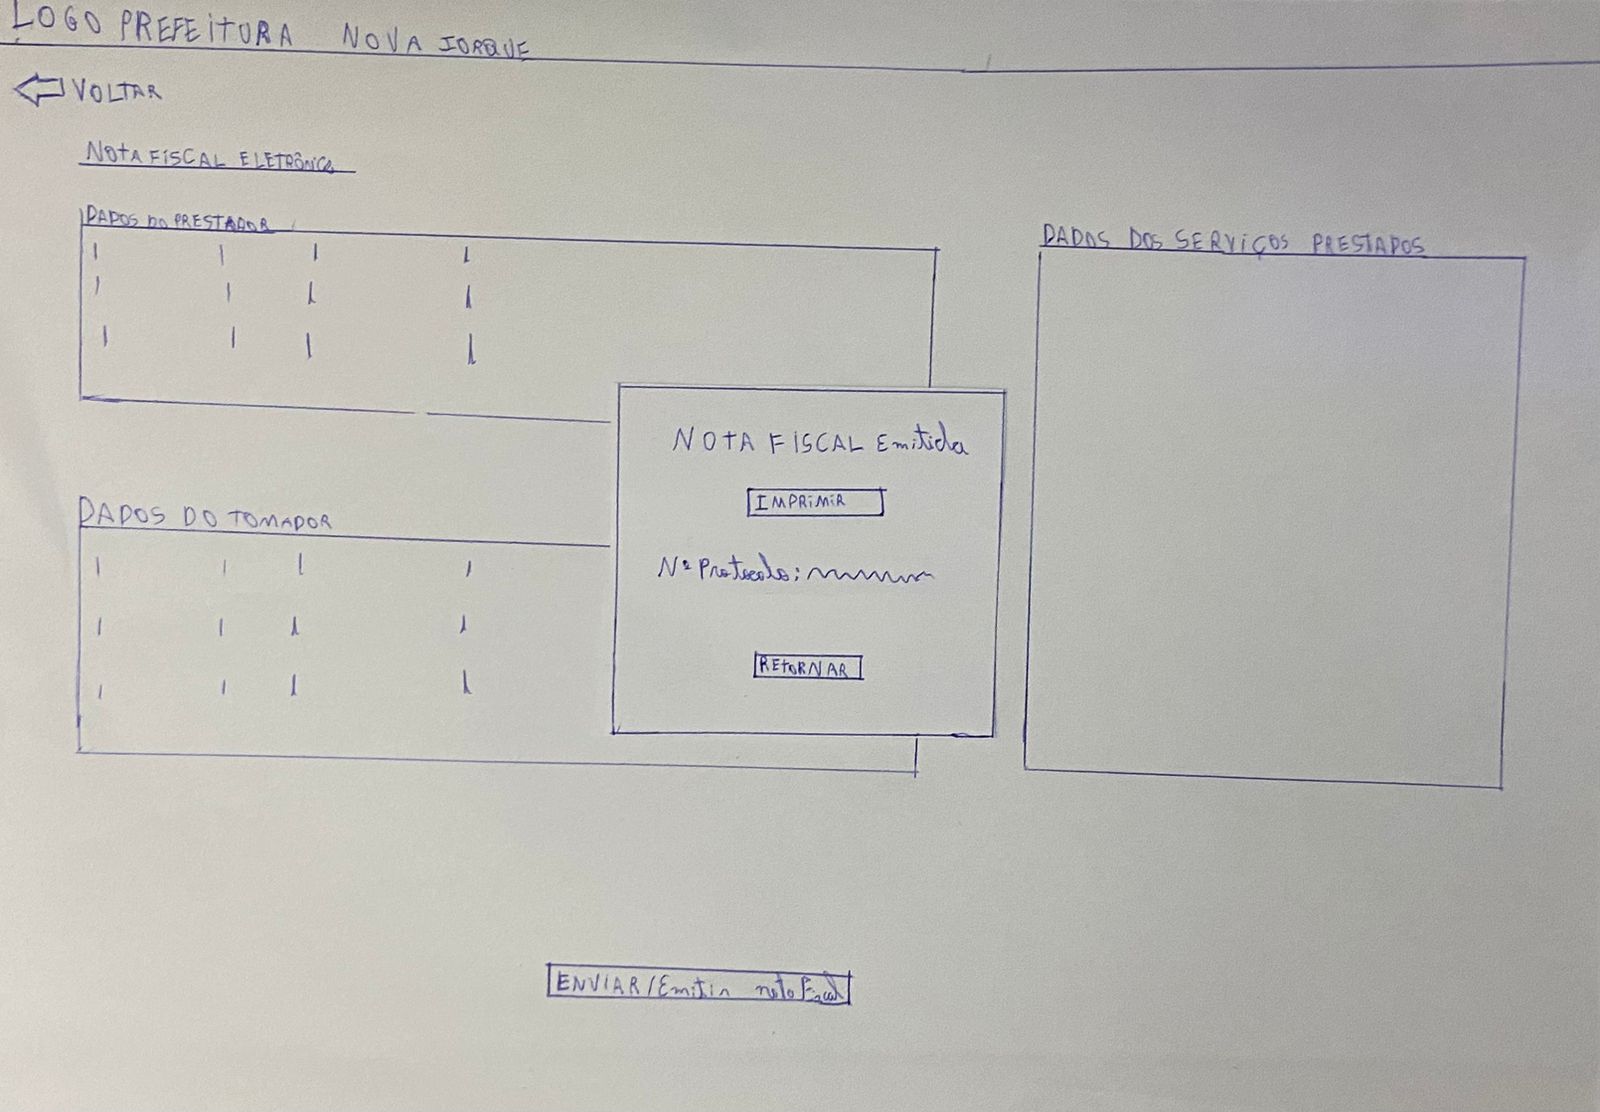 LOGO PREFEITURA NOVA IORQUE
VOLTAR
NOTA FISCAL ELETRÔNICA
DADOS DO PRESTADOR
DADOS DOS SERVIÇOS PRESTADOS
NOTA FISCAL Emitida
IMPRIMIR
DADOS DO TOMADOR
Nº Protocolo:
RETORNAR
ENVIAR/Emitir nota Fiscal